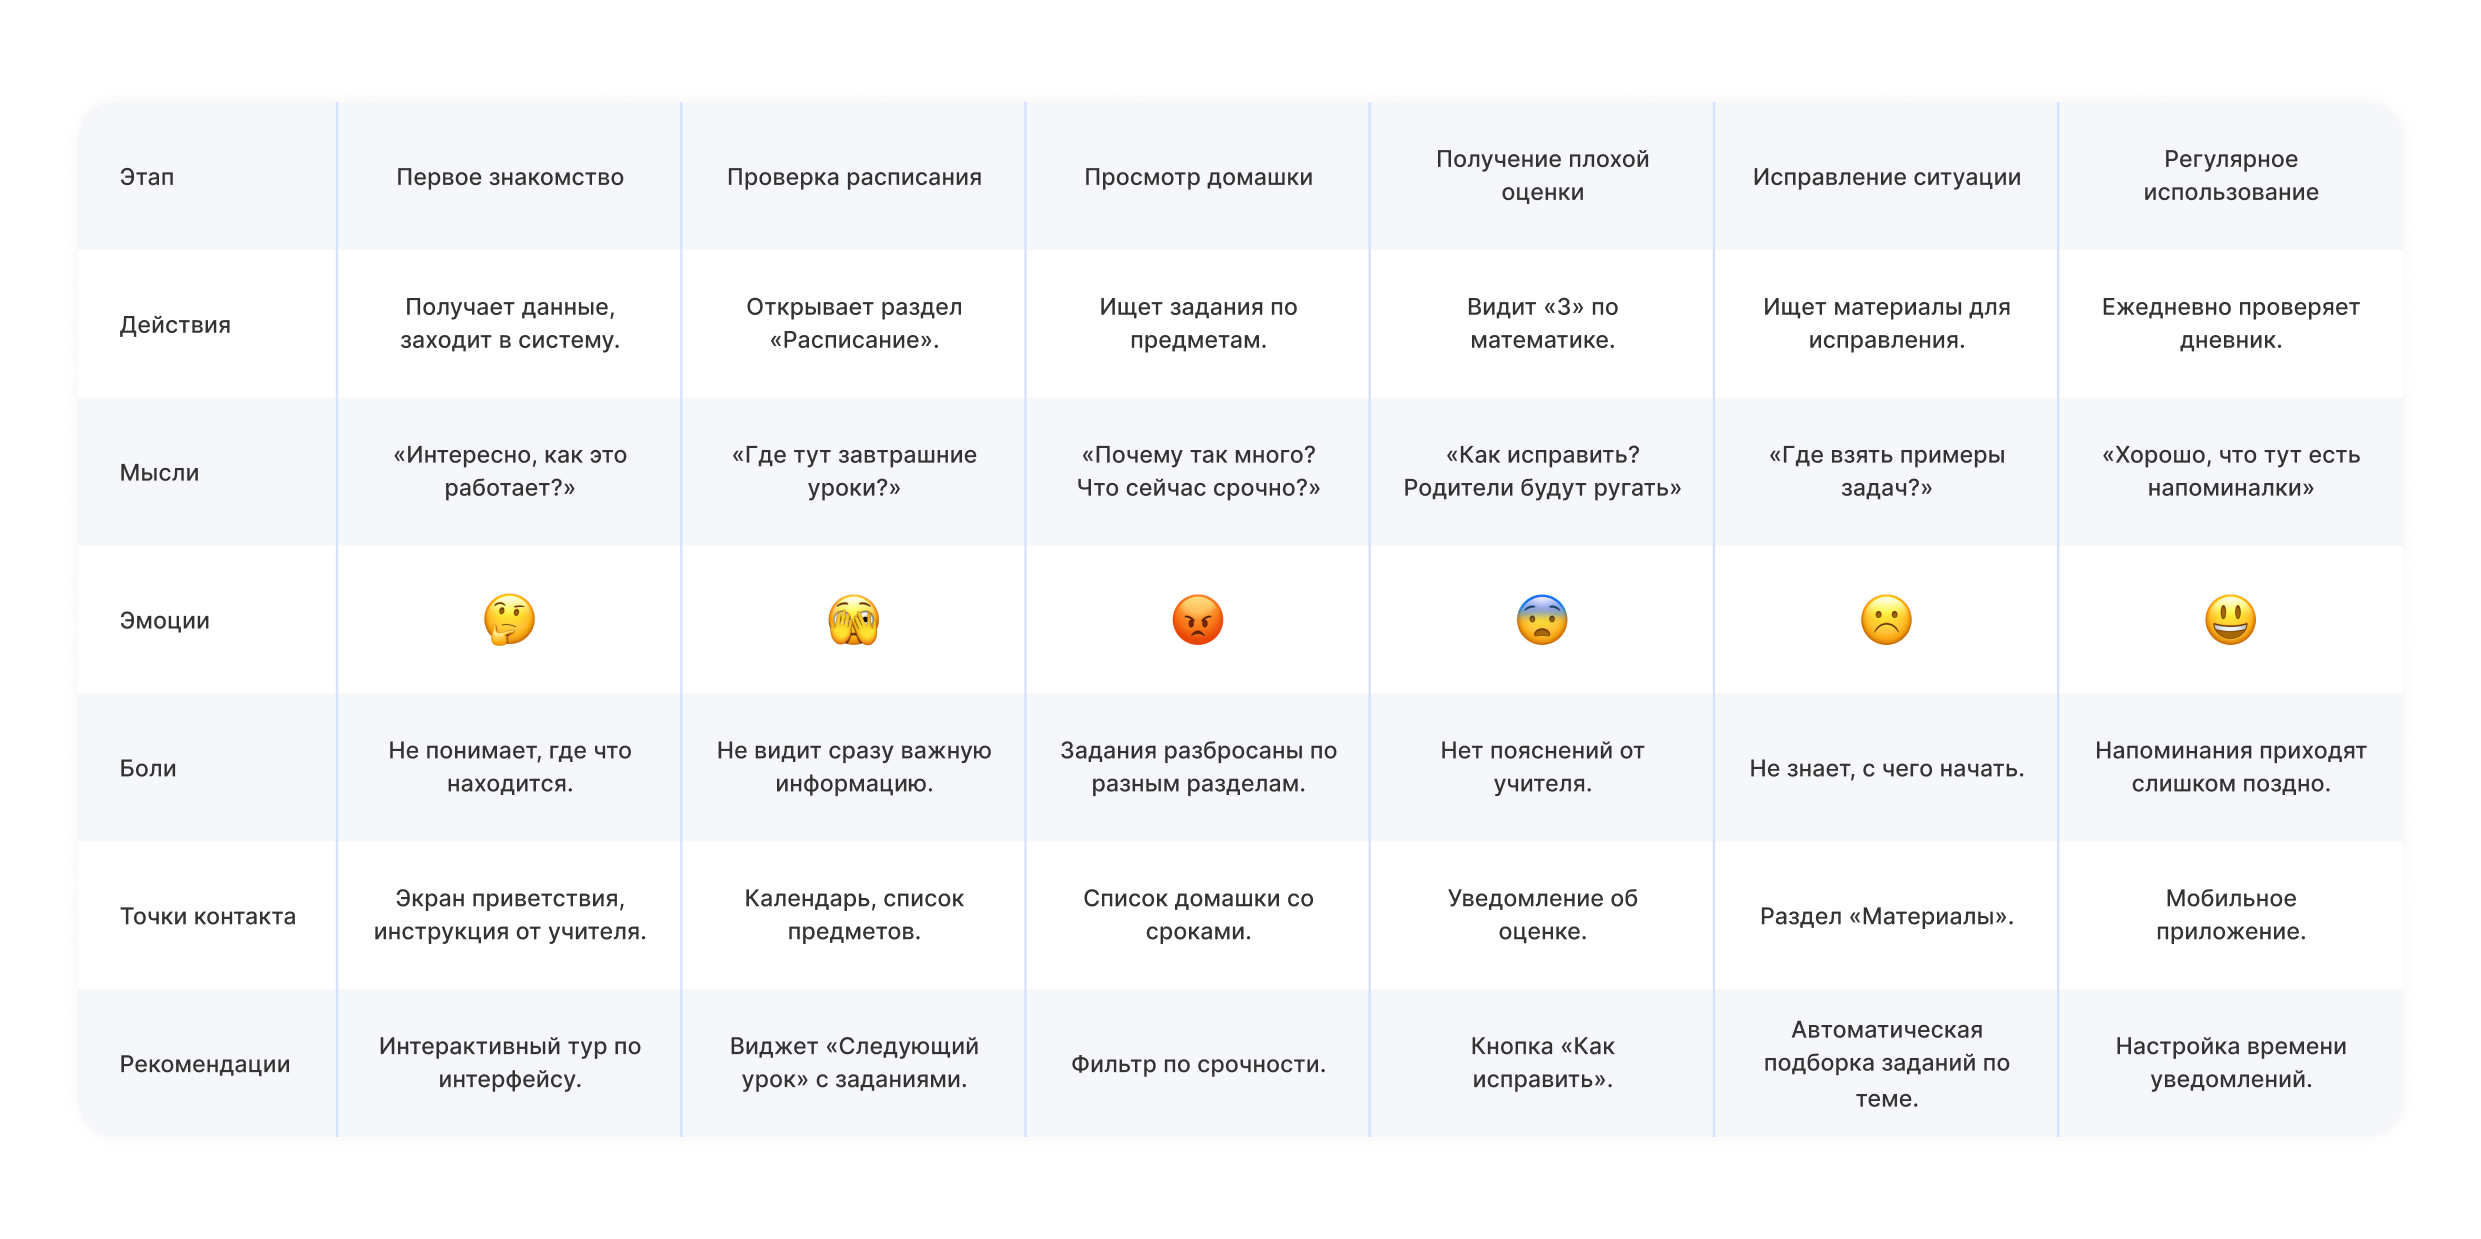 Этап
Первое знакомство
Проверка расписания
Просмотр домашки
Получение плохой
оценки
Исправление ситуации
Регулярное
использование
Действия
Получает данные,
заходит в систему.
Открывает раздел
«Расписание».
Ищет задания по
предметам.
Видит «3» по
математике.
Ищет материалы для
исправления.
Ежедневно проверяет
дневник.
Мысли
«Интересно, как это
работает?»
«Где тут завтрашние
уроки?»
«Почему так много?
Что сейчас срочно?»
«Как исправить?
Родители будут ругать»
«Где взять примеры
задач?»
«Хорошо, что тут есть
напоминалки»
Эмоции
Боли
Не понимает, где что
находится.
Не видит сразу важную
информацию.
Задания разбросаны по
разным разделам.
Нет пояснений от
учителя.
Не знает, с чего начать.
Напоминания приходят
слишком поздно.
Точки контакта
Экран приветствия,
инструкция от учителя.
Календарь, список
предметов.
Список домашки со
сроками.
Уведомление об
оценке.
Раздел «Материалы».
Мобильное
приложение.
Рекомендации
Интерактивный тур по
интерфейсу.
Виджет «Следующий
урок» с заданиями.
Фильтр по срочности.
Кнопка «Как
исправить».
Автоматическая
подборка заданий по
теме.
Настройка времени
уведомлений.